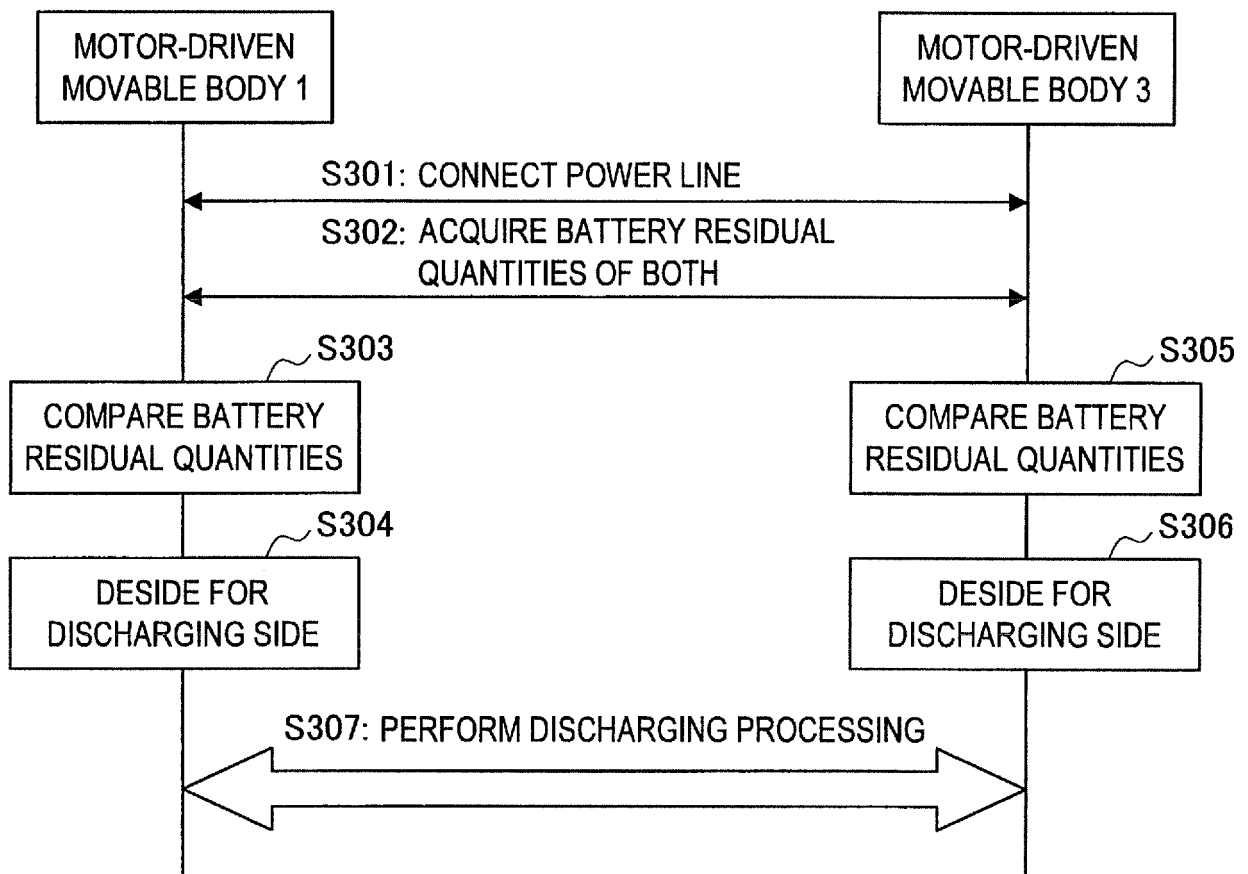 MOTOR-DRIVEN
MOVABLE BODY 1
MOTOR-DRIVEN
MOVABLE BODY 3
S301: CONNECT POWER LINE
S302: ACQUIRE BATTERY RESIDUAL
QUANTITIES OF BOTH
S303
COMPARE BATTERY
RESIDUAL QUANTITIES
S305
COMPARE BATTERY
RESIDUAL QUANTITIES
S304
DESIDE FOR
DISCHARGING SIDE
S306
DESIDE FOR
DISCHARGING SIDE
S307: PERFORM DISCHARGING PROCESSING